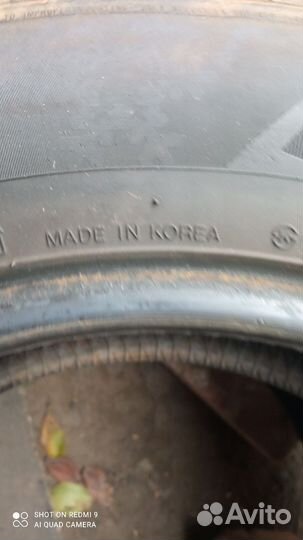 MADE IN KOREA
SHOT ON REDMI 9
AI QUAD CAMERA
Avito